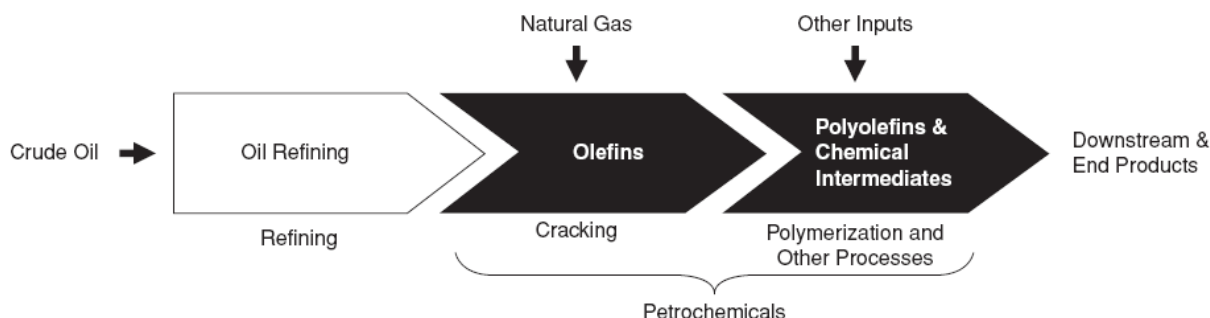 Natural Gas
Other Inputs
Crude Oil
Oil Refining
Olefins
Polyolefins &
Chemical
Intermediates
Downstream &
End Products
Refining
Cracking
Polymerization and
Other Processes
Petrochemicals